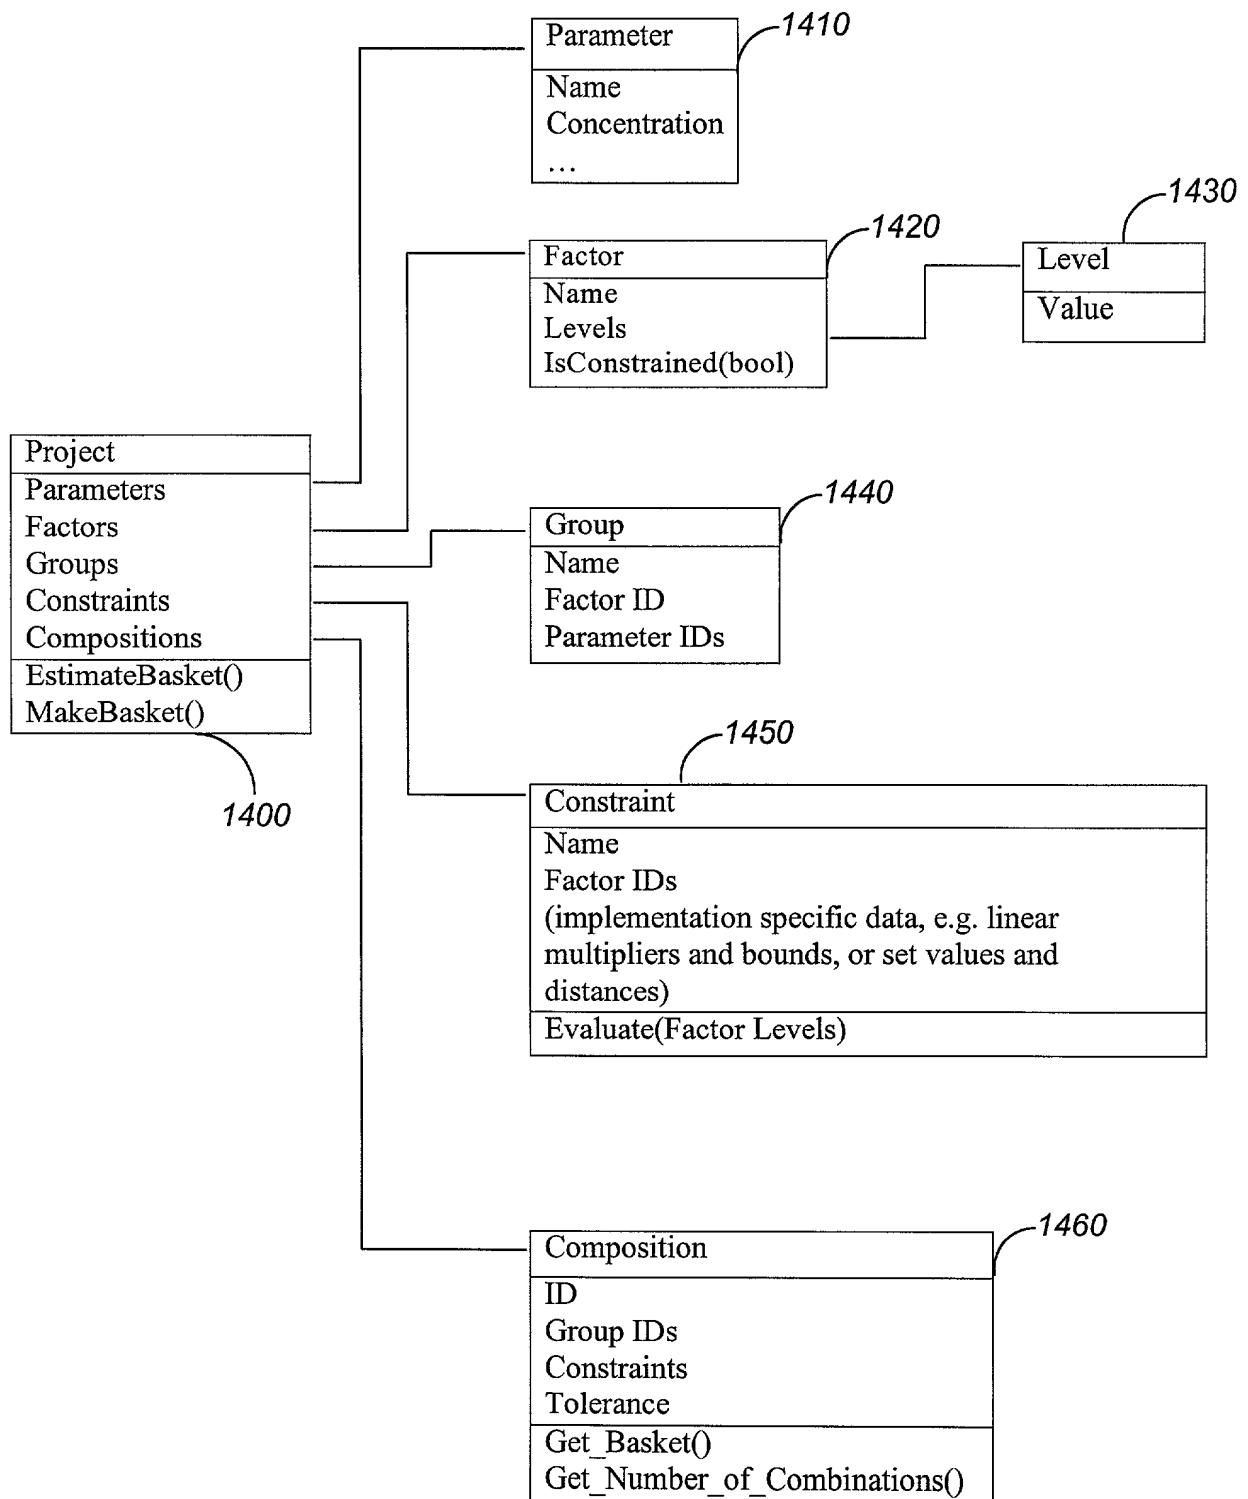 Parameter
1410
Name
Concentration
...
1430
1420
Factor
Level
Name
Value
Levels
IsConstrained(bool)
Project
Parameters
Factors
Groups
Constraints
Compositions
EstimateBasket()
MakeBasket()
1400
1440
Group
Name
Factor ID
Parameter IDs
1450
Constraint
Name
Factor IDs
(implementation specific data, e.g. linear
multipliers and bounds, or set values and
distances)
Evaluate(Factor Levels)
1460
Composition
ID
Group IDs
Constraints
Tolerance
Get_Basket()
Get_Number_of_Combinations()